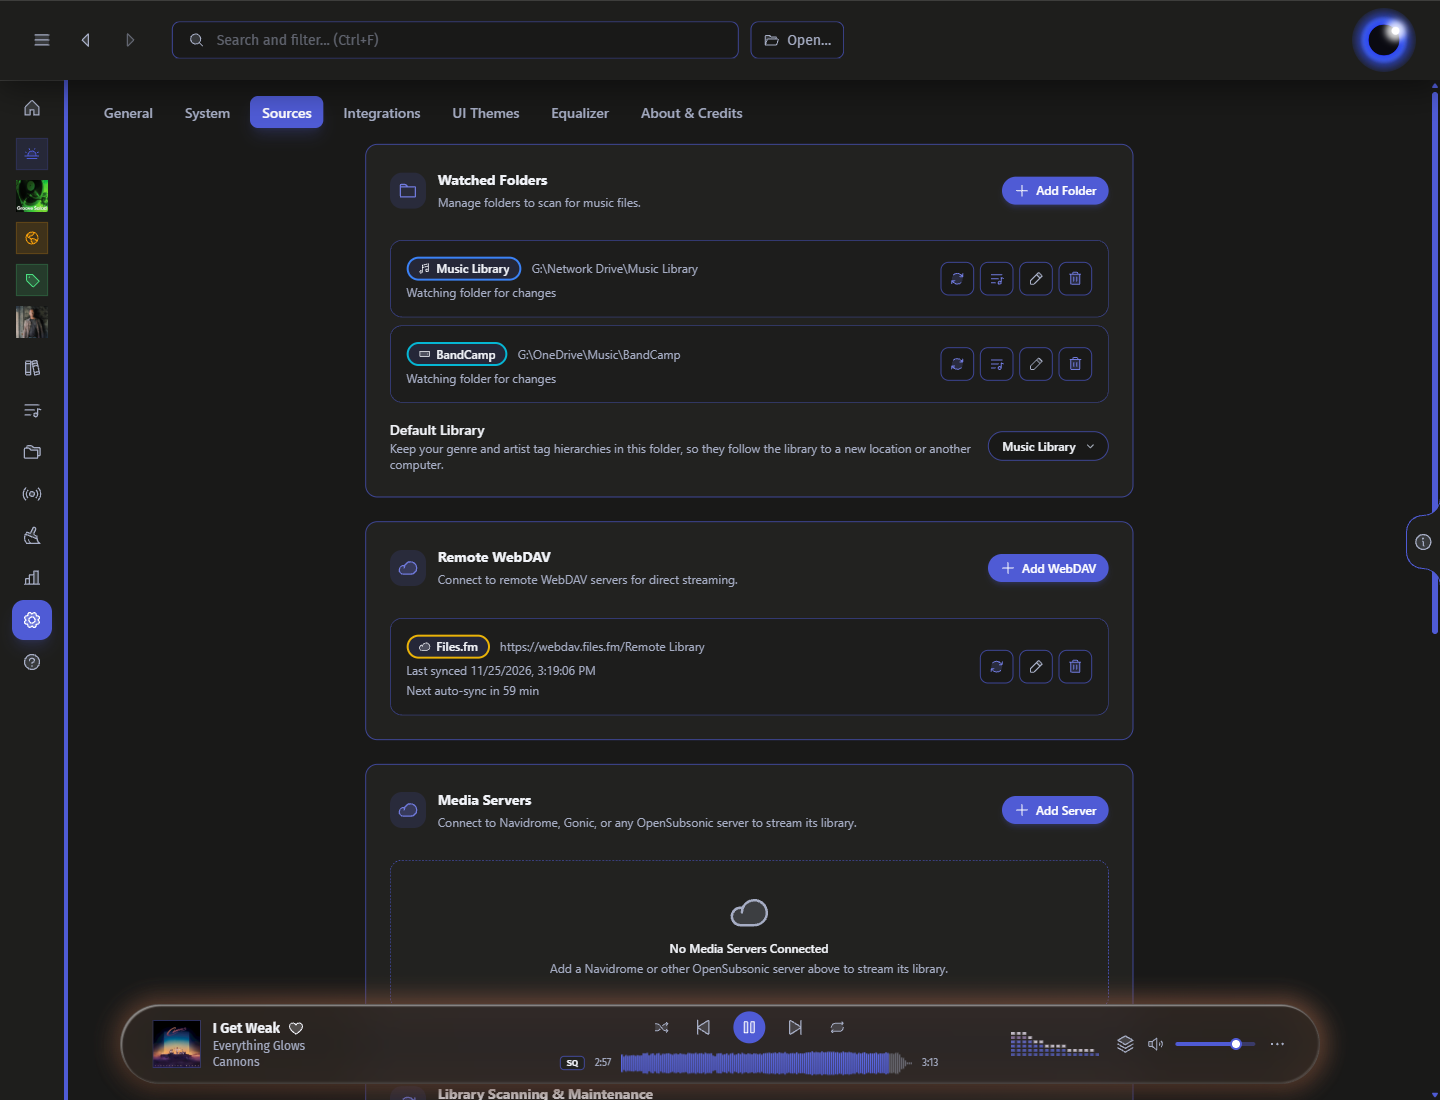 Search and filter... (Ctrl+F)
Open...
General
System
Sources
Integrations
UI Themes
Equalizer
About & Credits
Watched Folders
Manage folders to scan for music files.
Add Folder
Music Library
G:\Network Drive\Music Library
Watching folder for changes
BandCamp
G:\OneDrive\Music\BandCamp
Watching folder for changes
Default Library
Keep your genre and artist tag hierarchies in this folder, so they follow the library to a new location or another
computer.
Music Library
Remote WebDAV
Connect to remote WebDAV servers for direct streaming.
Add WebDAV
Files.fm
https://webdav.files.fm/Remote Library
Last synced 11/25/2026, 3:19:06 PM
Next auto-sync in 59 min
Media Servers
Connect to Navidrome, Gonic, or any OpenSubsonic server to stream its library.
Add Server
No Media Servers Connected
Add a Navidrome or other OpenSubsonic server above to stream its library.
I Get Weak
Everything Glows
Cannons
SQ
2:57
3:13
Library Scanning & Maintenance